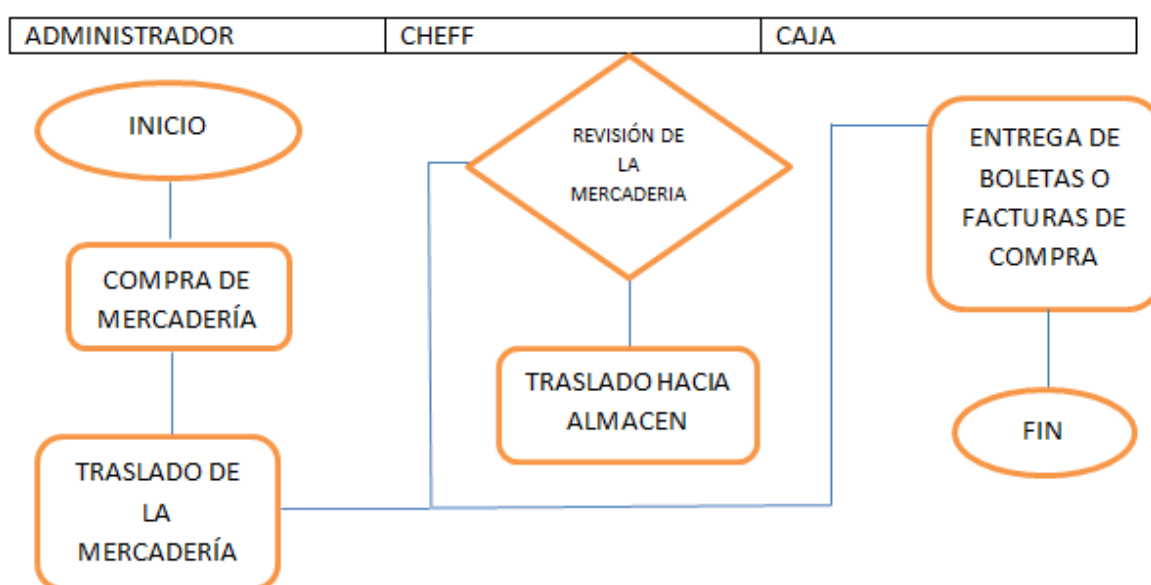 ADMINISTRADOR CHEFF CAJA
INICIO
COMPRA DE
MERCADERÍA
TRASLADO DE
LA
MERCADERÍA
REVISIÓN DE
LA
MERCADERIA
TRASLADO HACIA
ALMACEN
ENTREGA DE
BOLETAS O
FACTURAS DE
COMPRA
FIN